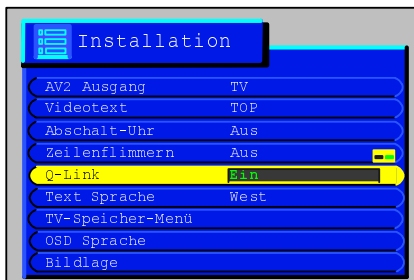 Installation
AV2 Ausgang TV
Videotext TOP
Abschalt-Uhr Aus
Zeilenflimmern Aus
Q-Link Ein
Text Sprache West
TV-Speicher-Menü
OSD Sprache
Bildlage